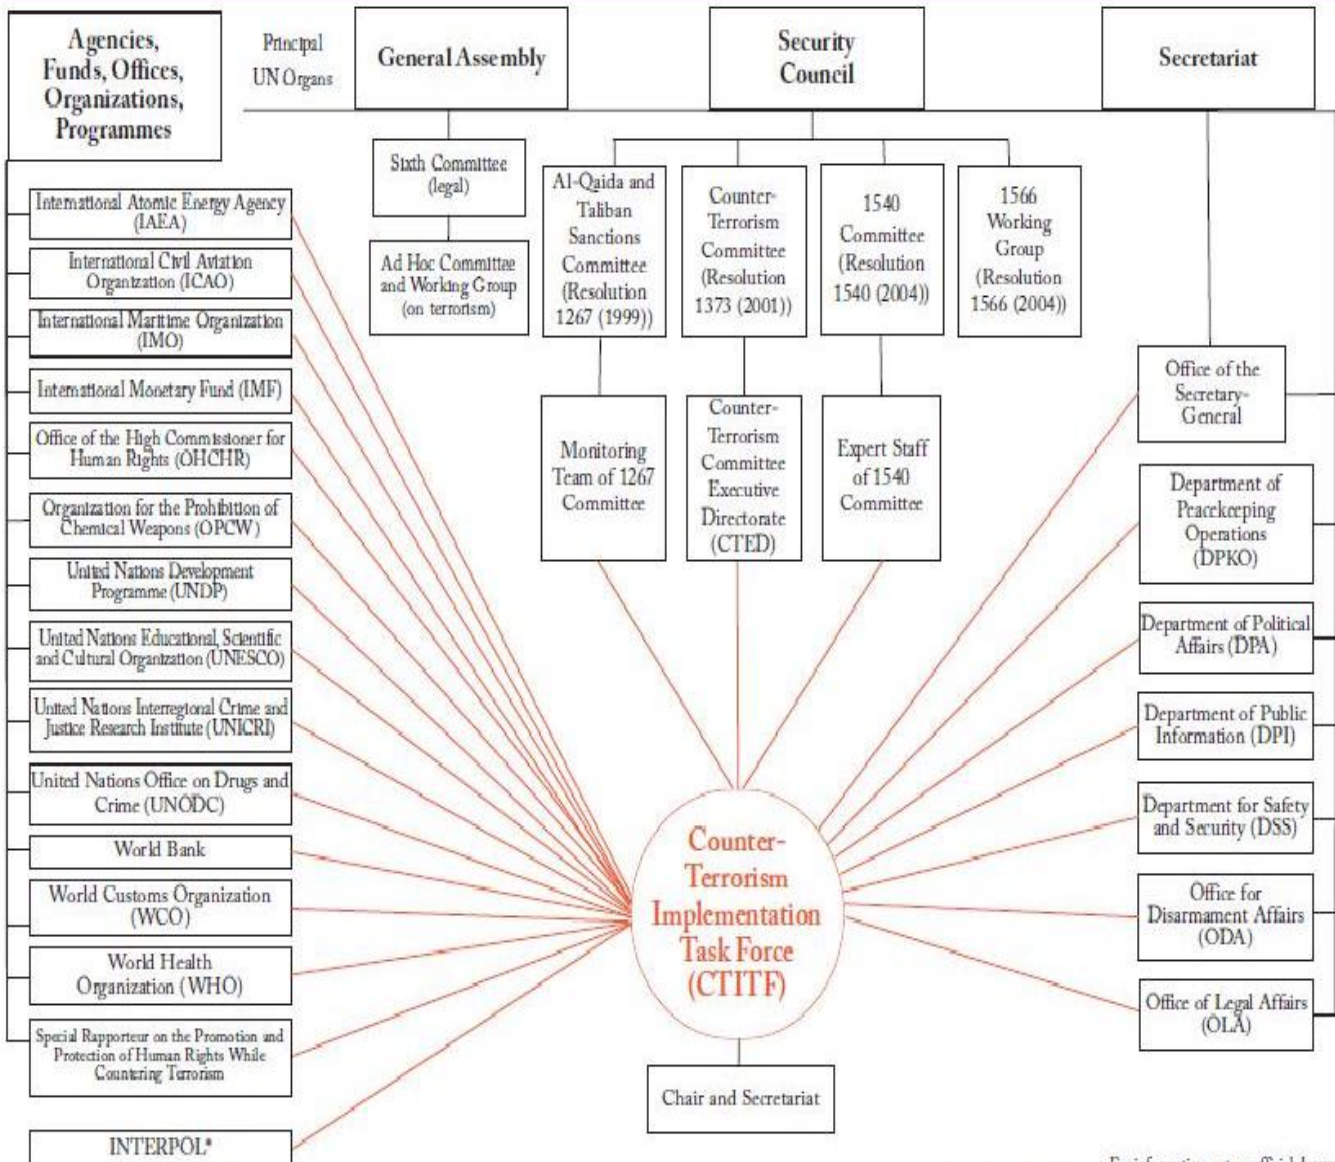 Agencies,
Funds, Offices,
Organizations,
Programmes
Principal
UN Organs
General Assembly
Security
Council
Secretariat
International Atomic Energy Agency
(IAEA)
International Civil Aviation
Organization (ICAO)
International Maritime Organization
(IMO)
International Monetary Fund (IMF)
Office of the High Commissioner for
Human Rights (OHCHR)
Organization for the Prohibition of
Chemical Weapons (OPCW)
United Nations Development
Programme (UNDP)
United Nations Educational, Scientific
and Cultural Organization (UNESCO)
United Nations Interregional Crime and
Justice Research Institute (UNICRI)
United Nations Office on Drugs and
Crime (UNODC)
World Bank
World Customs Organization
(WCO)
World Health
Organization (WHO)
Special Rapporteur on the Promotion and
Protection of Human Rights While
Countering Terrorism
INTERPOL*
Sixth Committee
(legal)
Ad Hoc Committee
and Working Group
(on terrorism)
Al-Qaida and
Taliban
Sanctions
Committee
(Resolution
1267 (1999))
Counter-
Terrorism
Committee
(Resolution
1373 (2001))
1540
Committee
(Resolution
1540 (2004))
1566
Working
Group
(Resolution
1566 (2004))
Monitoring
Team of 1267
Committee
Counter-
Terrorism
Committee
Executive
Directorate
(CTED)
Expert Staff
of 1540
Committee
Office of the
Secretary-
General
Department of
Peacekeeping
Operations
(DPKO)
Department of Political
Affairs (DPA)
Department of Public
Information (DPI)
Department for Safety
and Security (DSS)
Office for
Disarmament Affairs
(ODA)
Office of Legal Affairs
(OLA)
Counter-
Terrorism
Implementation
Task Force
(CTITF)
Chair and Secretariat